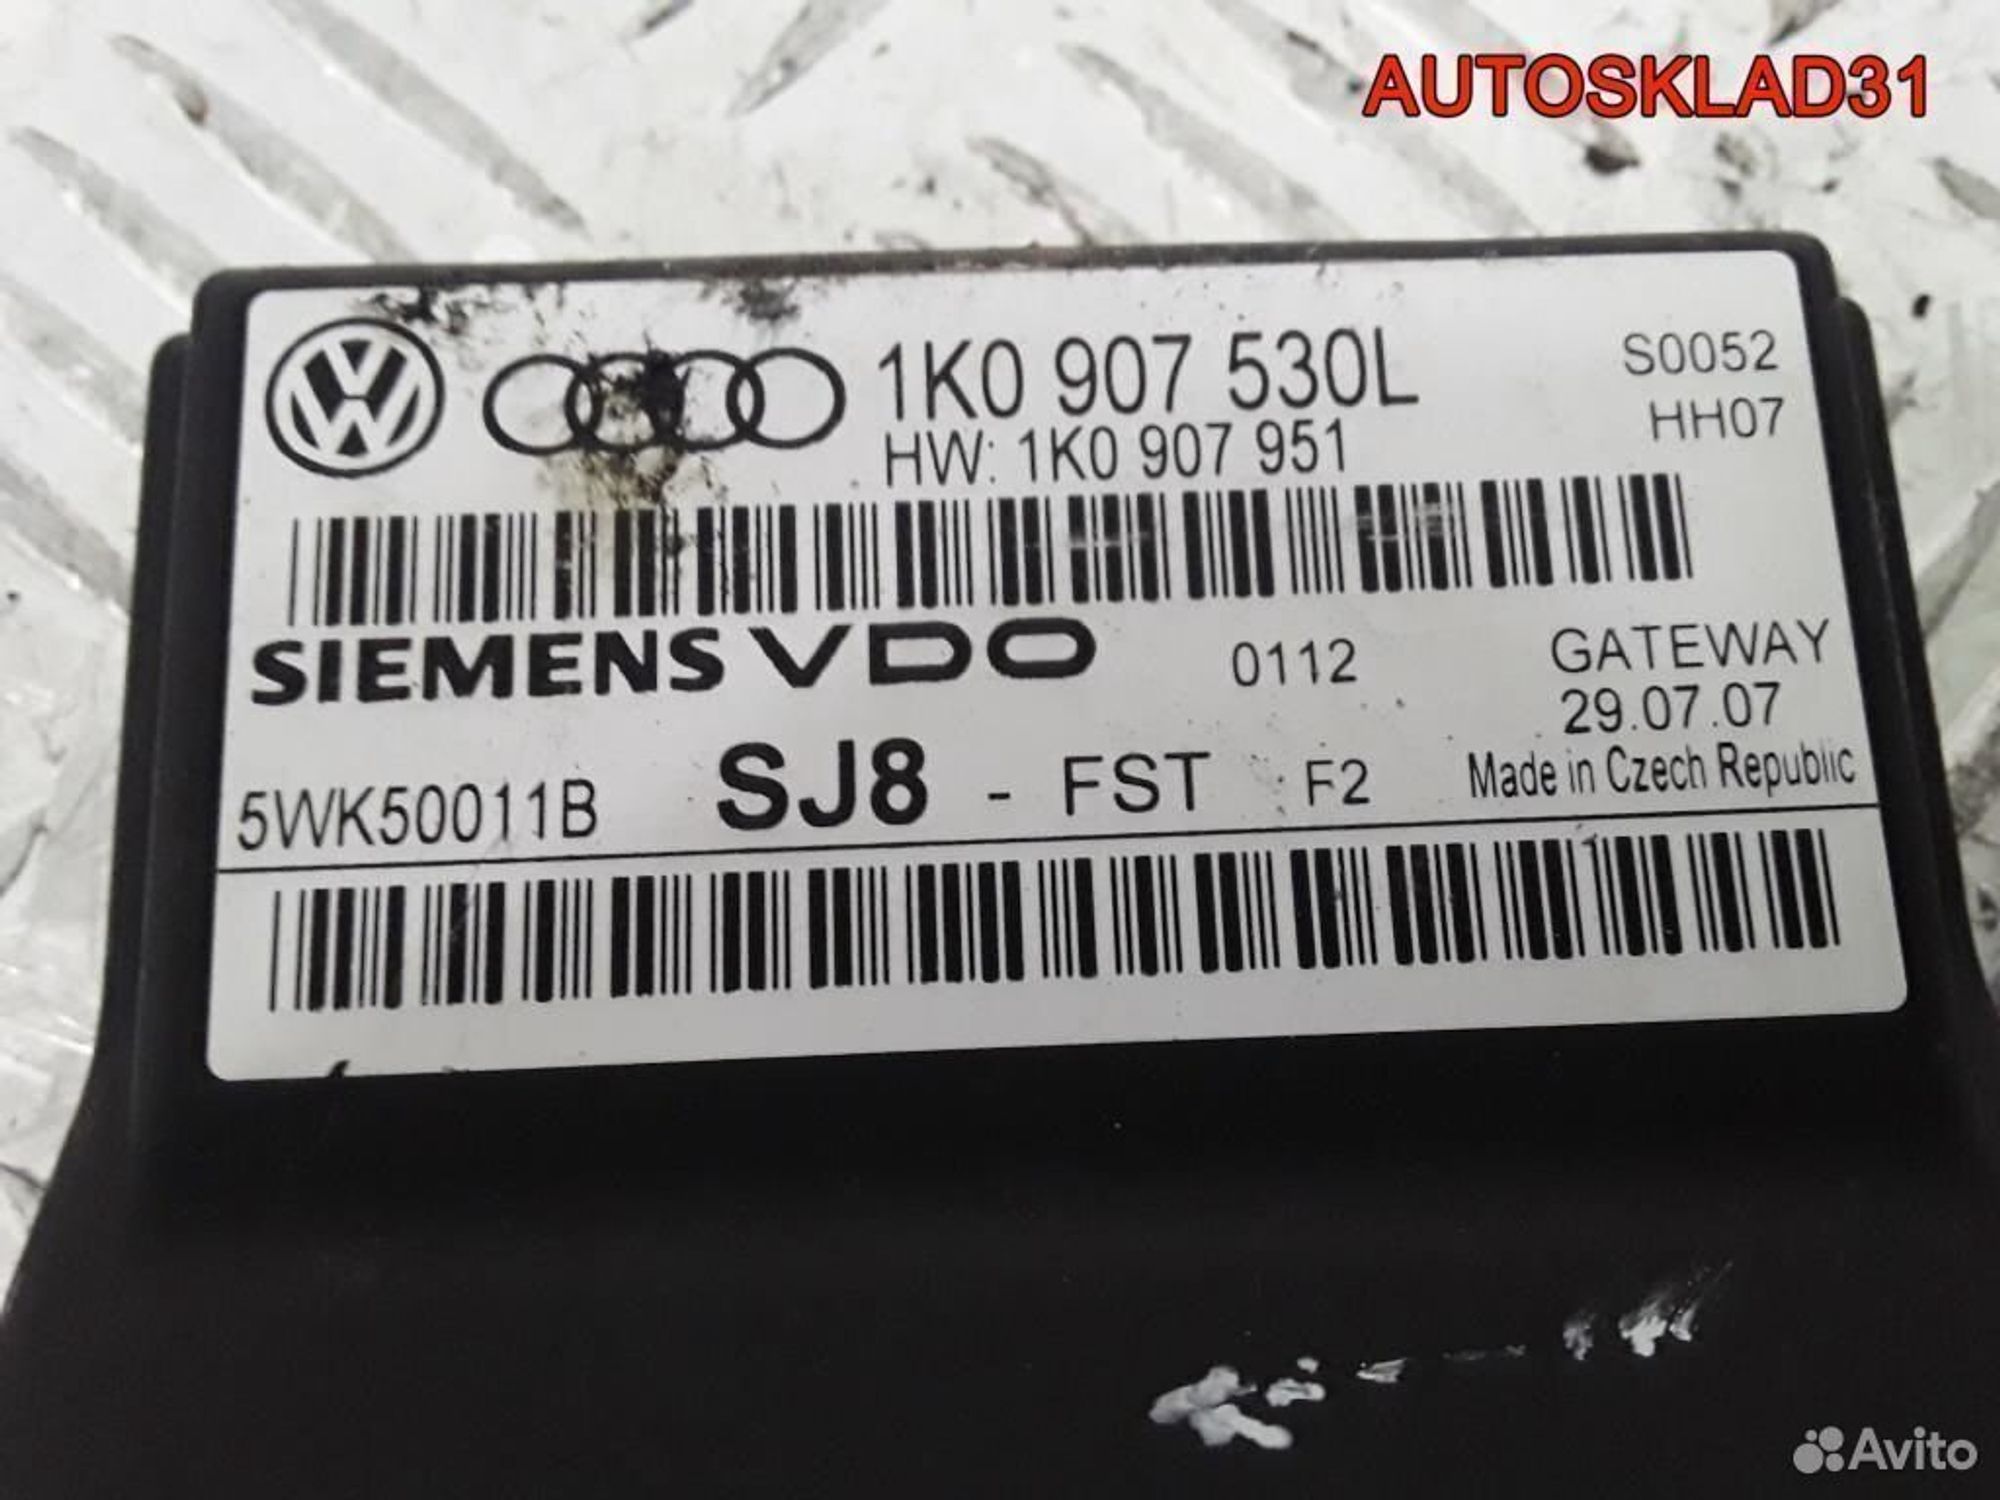 AUTOSKLAD31
1K0 907 530L
S0052
HW: 1K0 907 951
HH07
SIEMENS VDO
0112
GATEWAY
29.07.07
5WK50011B SJ8 - FST F2 Made in Czech Republic
Avito